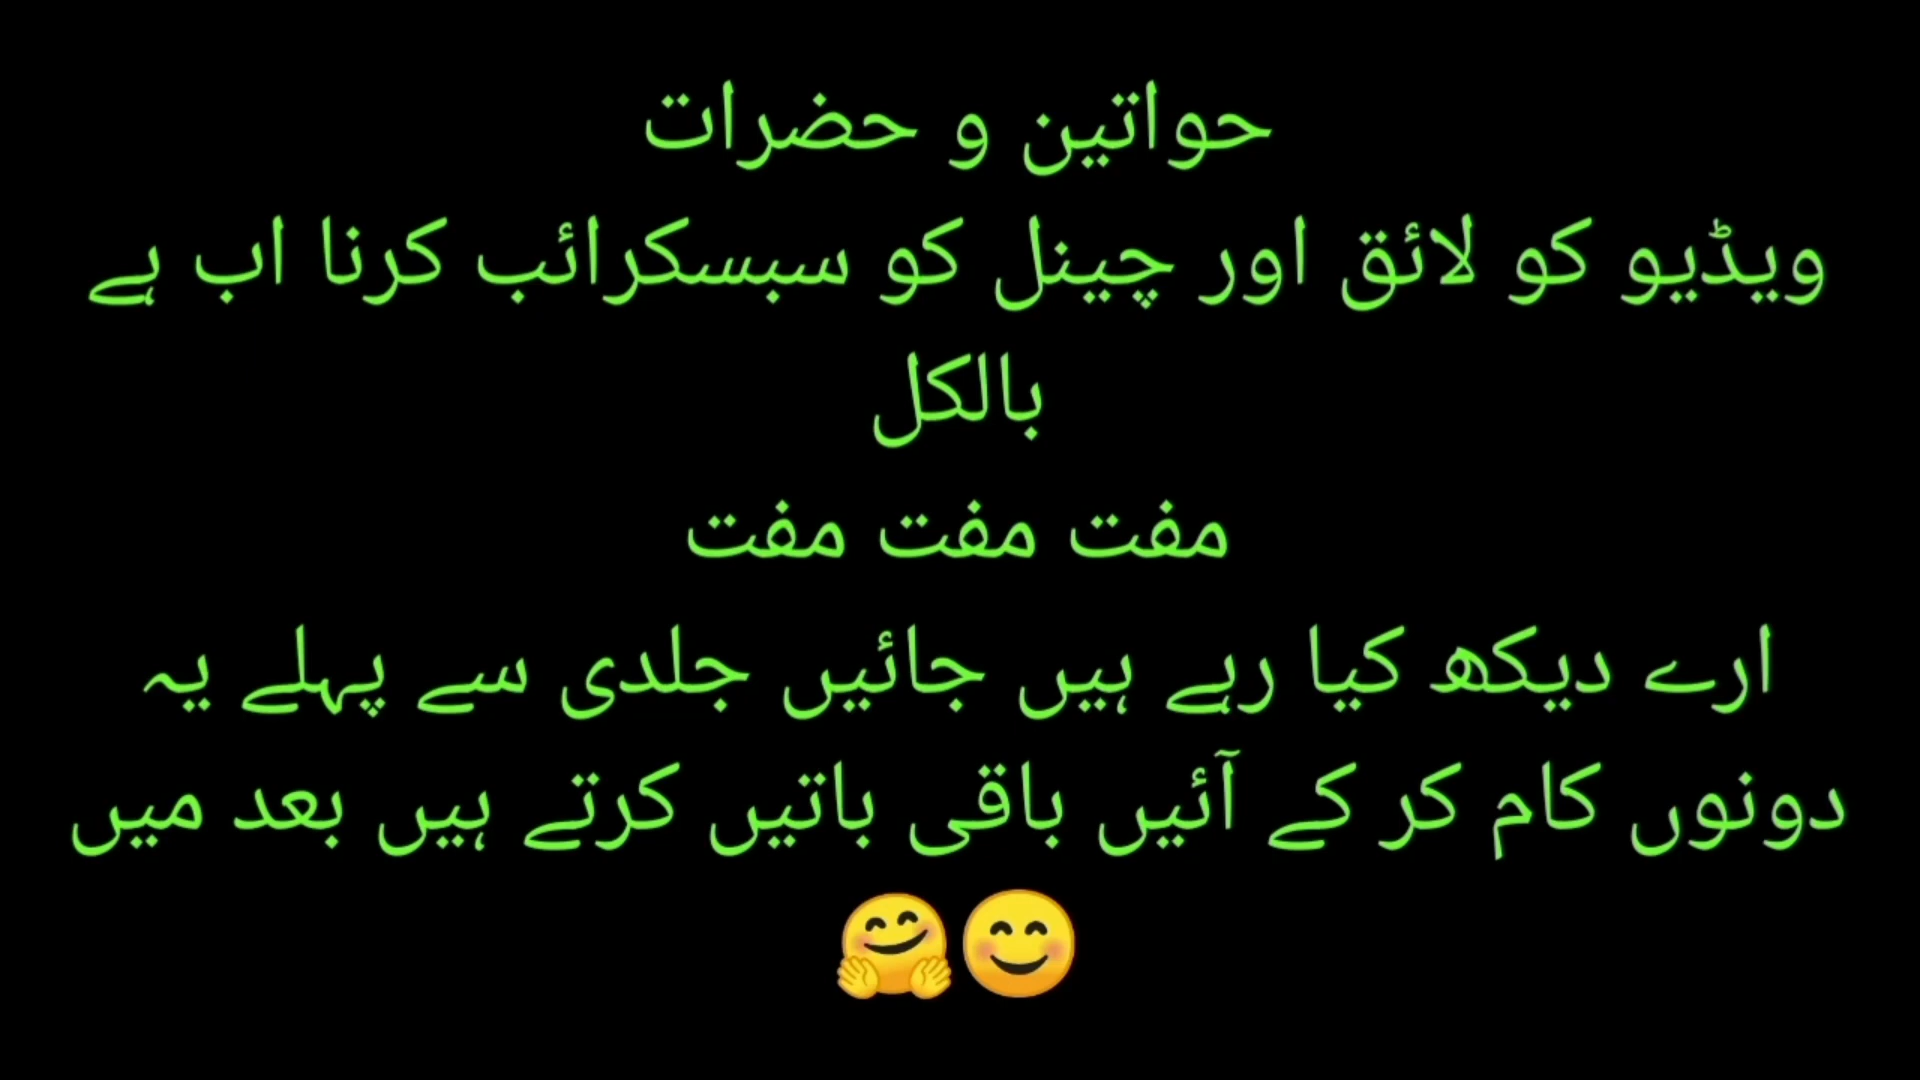 حواتین و حضرات
ویڈیو کو لائق اور چینل کو سبسکرائب کرنا اب ہے
بالکل
مفت مفت مفت
ارے دیکھ کیا رہے ہیں جائیں جلدی سے پہلے یہ
دونوں کام کر کے آئیں باقی باتیں کرتے ہیں بعد میں
🤗😊